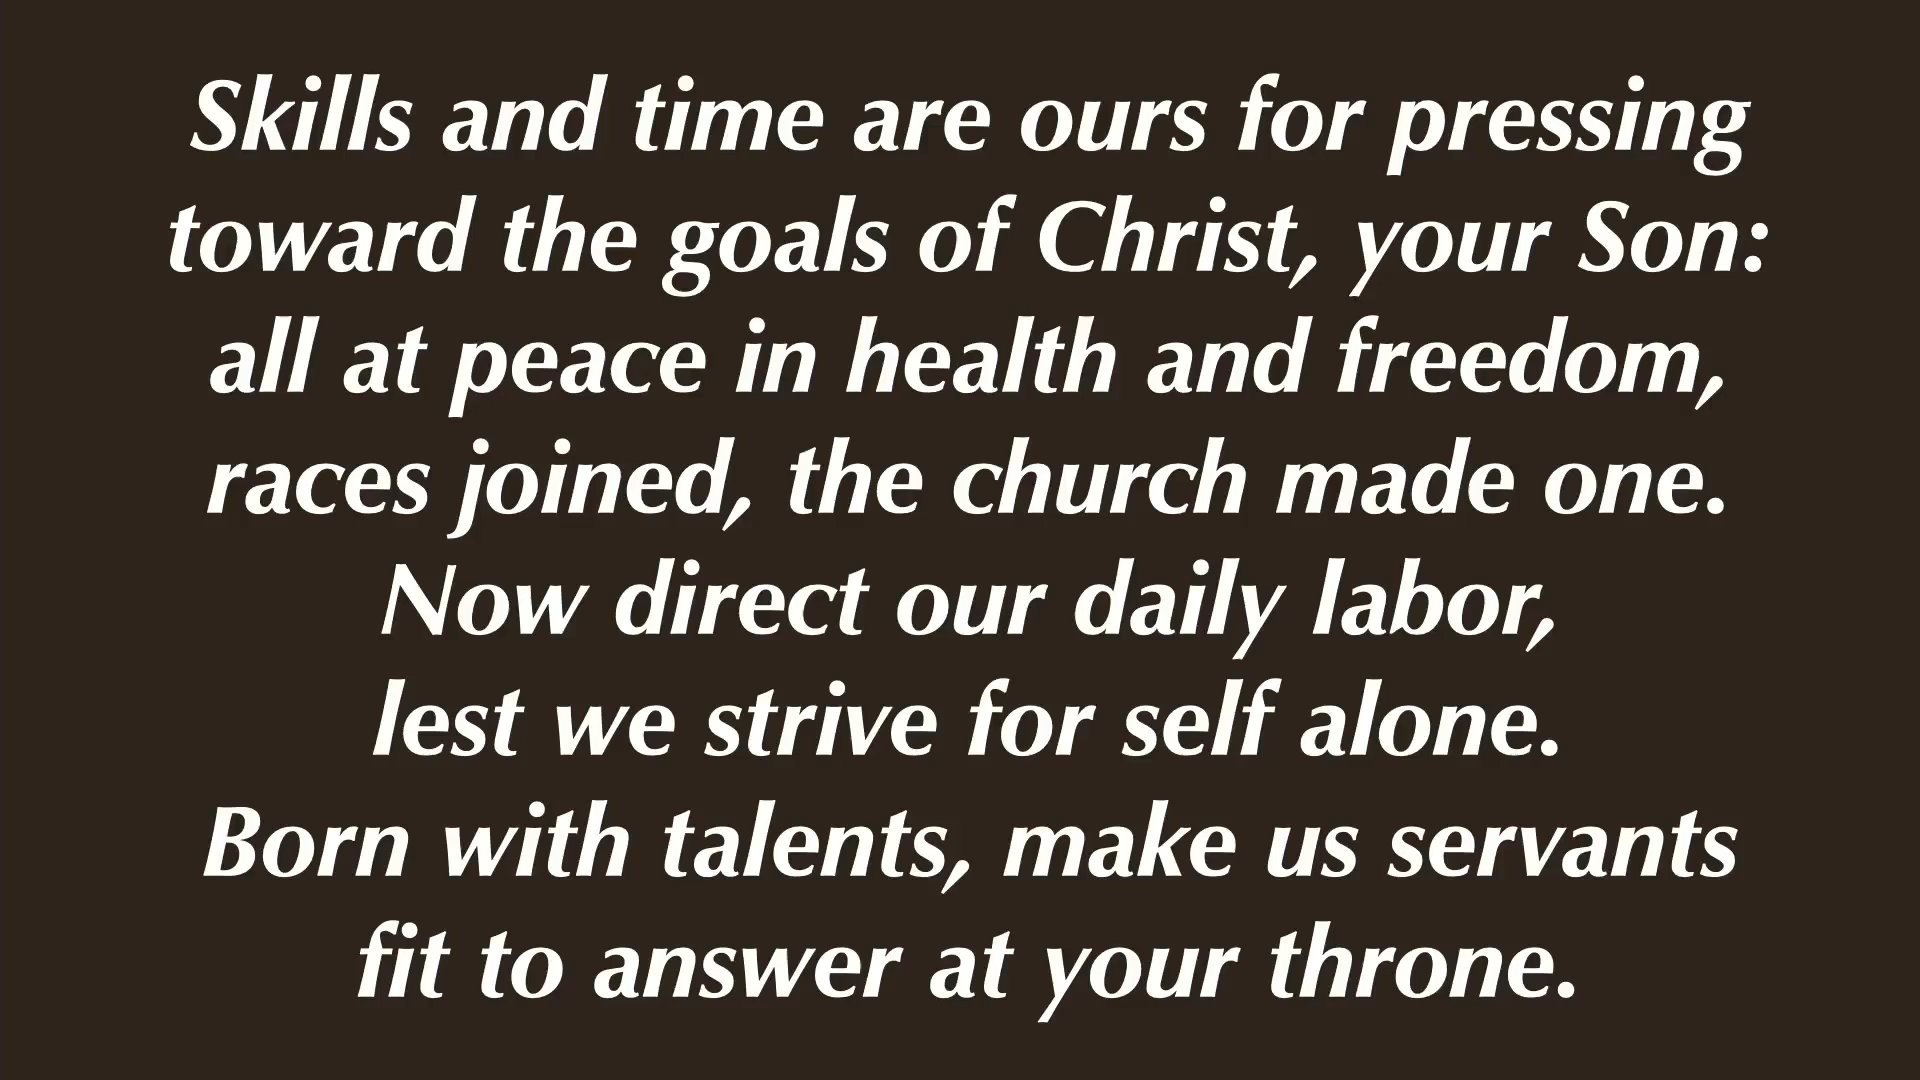 Skills and time are ours for pressing
toward the goals of Christ, your Son:
all at peace in health and freedom,
races joined, the church made one.
Now direct our daily labor,
lest we strive for self alone.
Born with talents, make us servants
fit to answer at your throne.